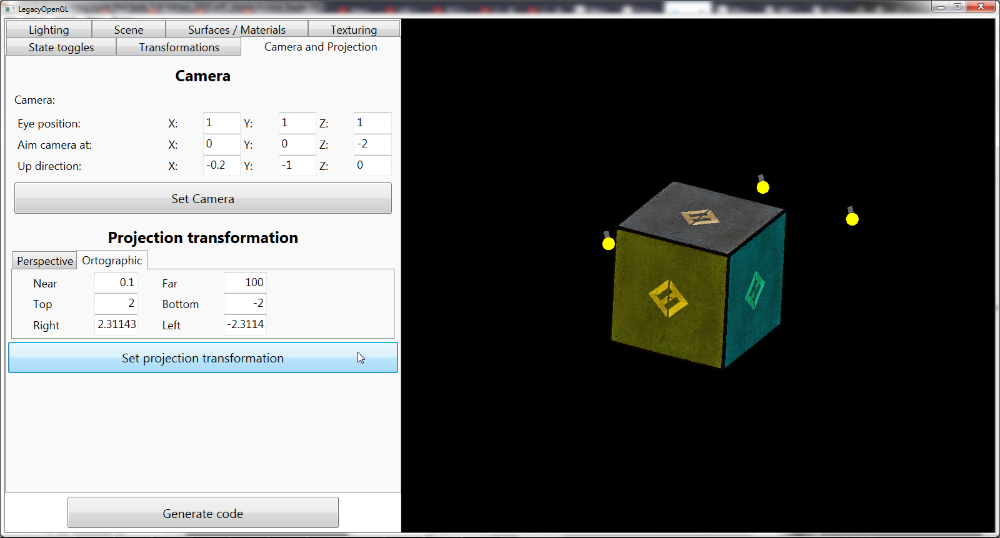 LegacyOpenGL
Lighting Scene Surfaces / Materials Texturing
State toggles Transformations Camera and Projection
Camera
Camera:
Eye position: X: 1 Y: 1 Z: 1
Aim camera at: X: 0 Y: 0 Z: -2
Up direction: X: -0.2 Y: -1 Z: 0
Set Camera
Projection transformation
Perspective Ortographic
Near 0.1 Far 100
Top 2 Bottom -2
Right 2.31143 Left -2.3114
Set projection transformation
Generate code